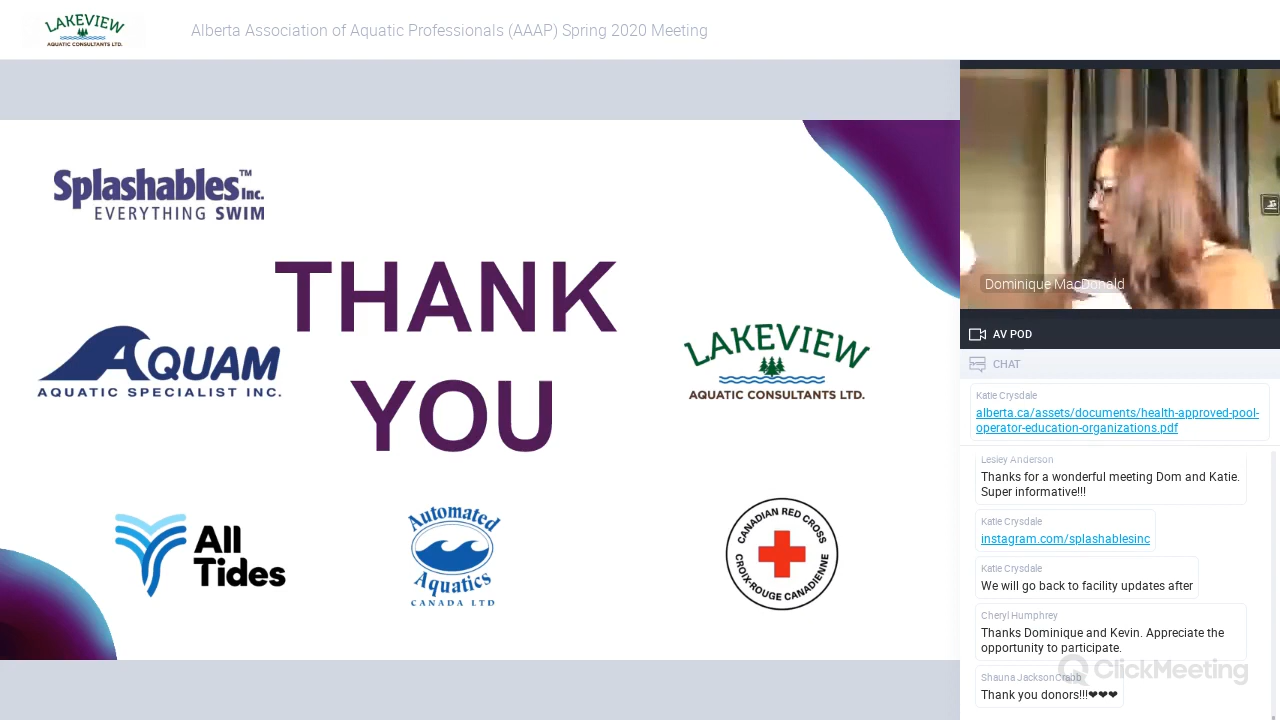 LAKEVIEW
AQUATIC CONSULTANTS LTD.
Alberta Association of Aquatic Professionals (AAAP) Spring 2020 Meeting
Splashables™ Inc.
EVERYTHING SWIM
THANK
YOU
AQUAM
AQUATIC SPECIALIST INC.
LAKEVIEW
AQUATIC CONSULTANTS LTD.
All
Tides
Automated
Aquatics
CANADA LTD
CANADIAN RED CROSS
CROIX-ROUGE CANADIENNE
Dominique MacDonald
AV POD
CHAT
Katie Crysdale
alberta.ca/assets/documents/health-approved-pool-
operator-education-organizations.pdf
Lesley Anderson
Thanks for a wonderful meeting Dom and Katie.
Super informative!!!
Katie Crysdale
instagram.com/splashablesinc
Katie Crysdale
We will go back to facility updates after
Cheryl Humphrey
Thanks Dominique and Kevin. Appreciate the
opportunity to participate.
ClickMeeting
Shauna JacksonCrabb
Thank you donors!!!❤❤❤